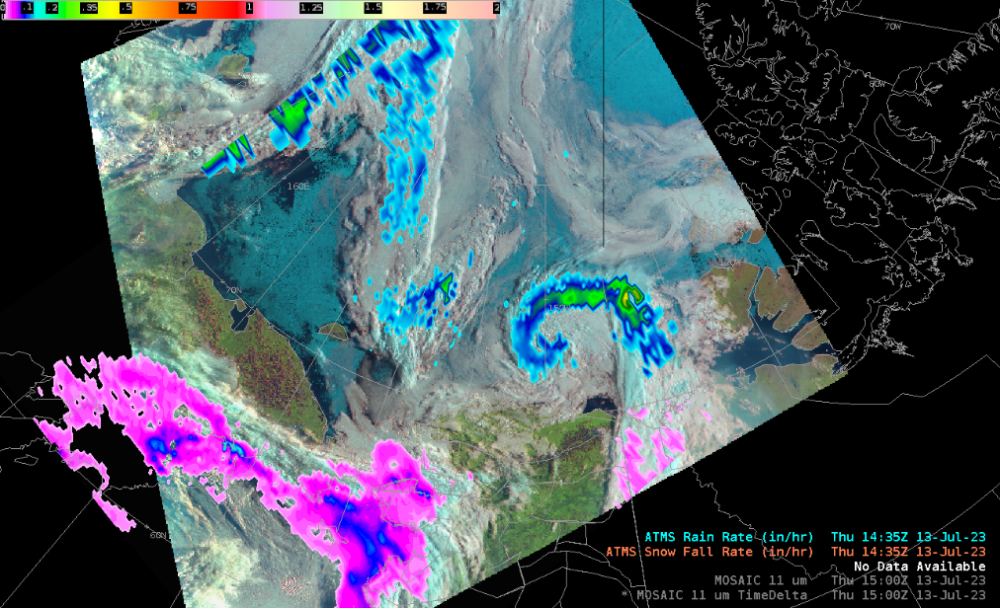 0 .1 .2 .35 .5 .75 1 1.25 1.5 1.75 2
70W
80W
160E
70N
150
60N
ATMS Rain Rate (in/hr) Thu 14:35Z 13-Jul-23
ATMS Snow Fall Rate (in/hr) Thu 14:35Z 13-Jul-23
No Data Available
MOSAIC 11 um Thu 15:00Z 13-Jul-23
* MOSAIC 11 um TimeDelta Thu 15:00Z 13-Jul-23